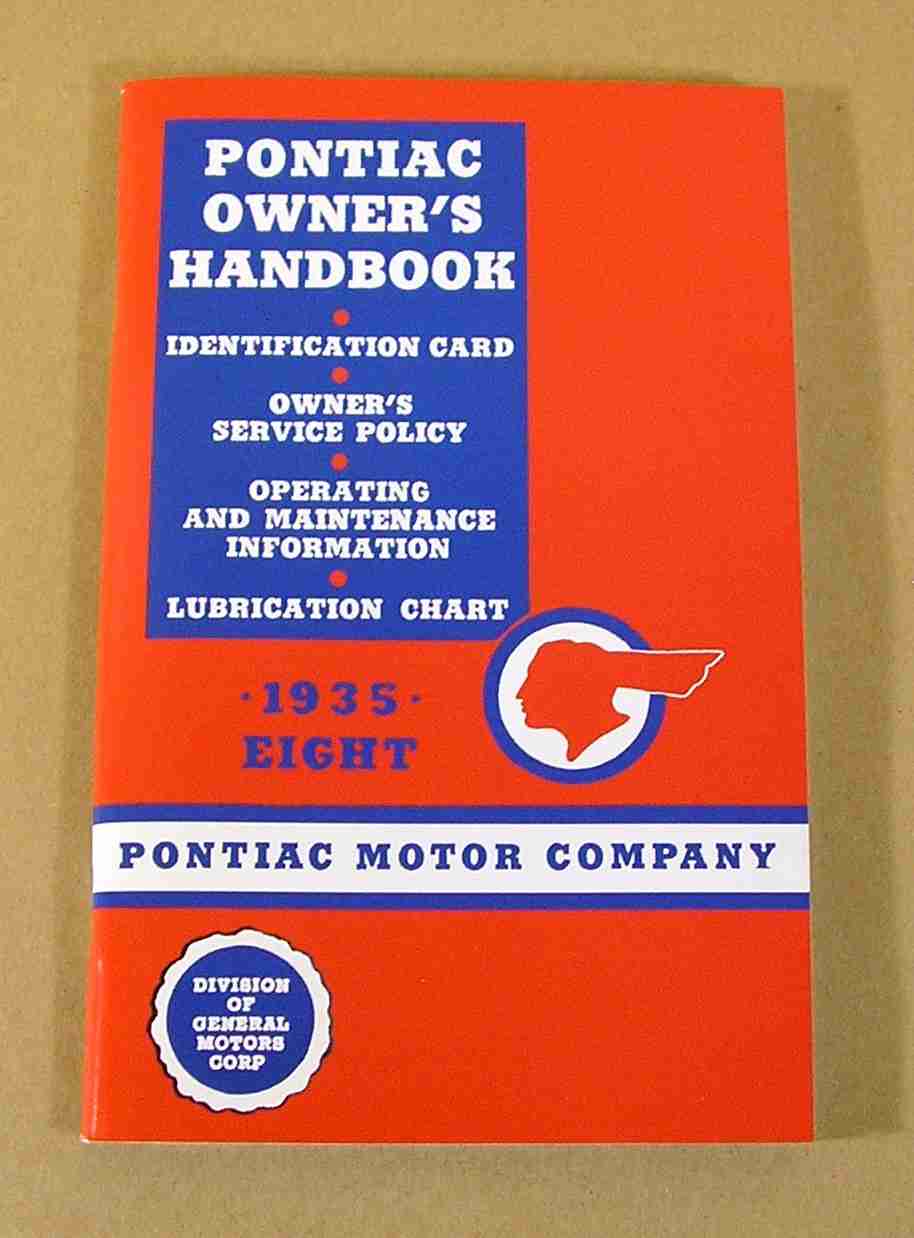 PONTIAC
OWNER'S
HANDBOOK
IDENTIFICATION CARD
OWNER'S
SERVICE POLICY
OPERATING
AND MAINTENANCE
INFORMATION
LUBRICATION CHART
·1935·
EIGHT
PONTIAC MOTOR COMPANY
DIVISION
OF
GENERAL
MOTORS
CORP